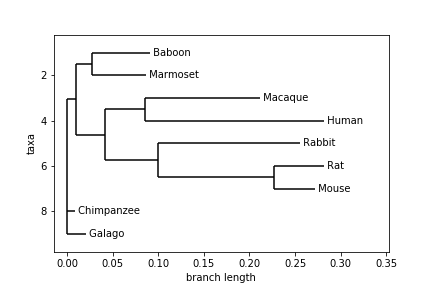 Baboon
2
Marmoset
Macaque
4
Human
Rabbit
6
Rat
Mouse
8
Chimpanzee
Galago
taxa
0.00 0.05 0.10 0.15 0.20 0.25 0.30 0.35
branch length